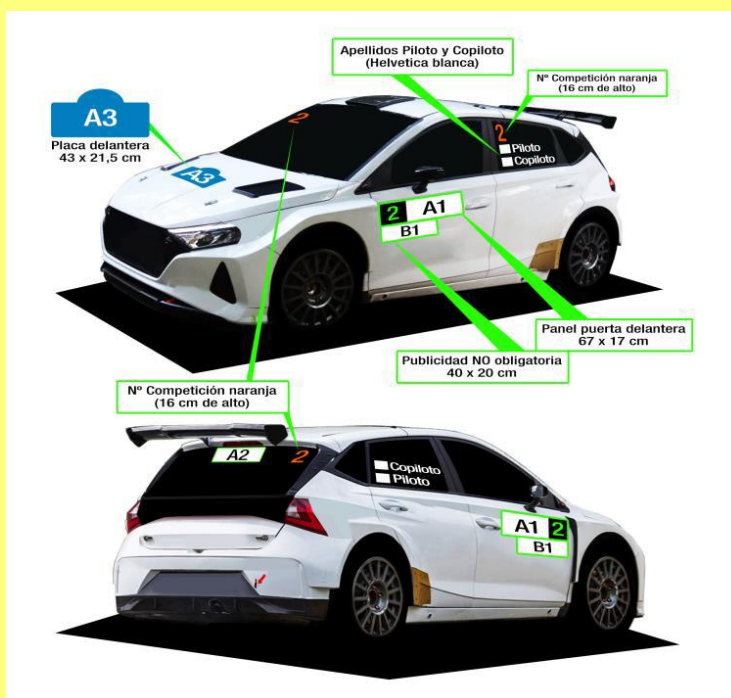 Apellidos Piloto y Copiloto
(Helvetica blanca)
Nº Competición naranja
(16 cm de alto)
A3
Placa delantera
43 x 21,5 cm
2
2
Piloto
Copiloto
A3
2 A1
B1
Panel puerta delantera
67 x 17 cm
Publicidad NO obligatoria
40 x 20 cm
Nº Competición naranja
(16 cm de alto)
A2
2
Copiloto
Piloto
A1 2
B1